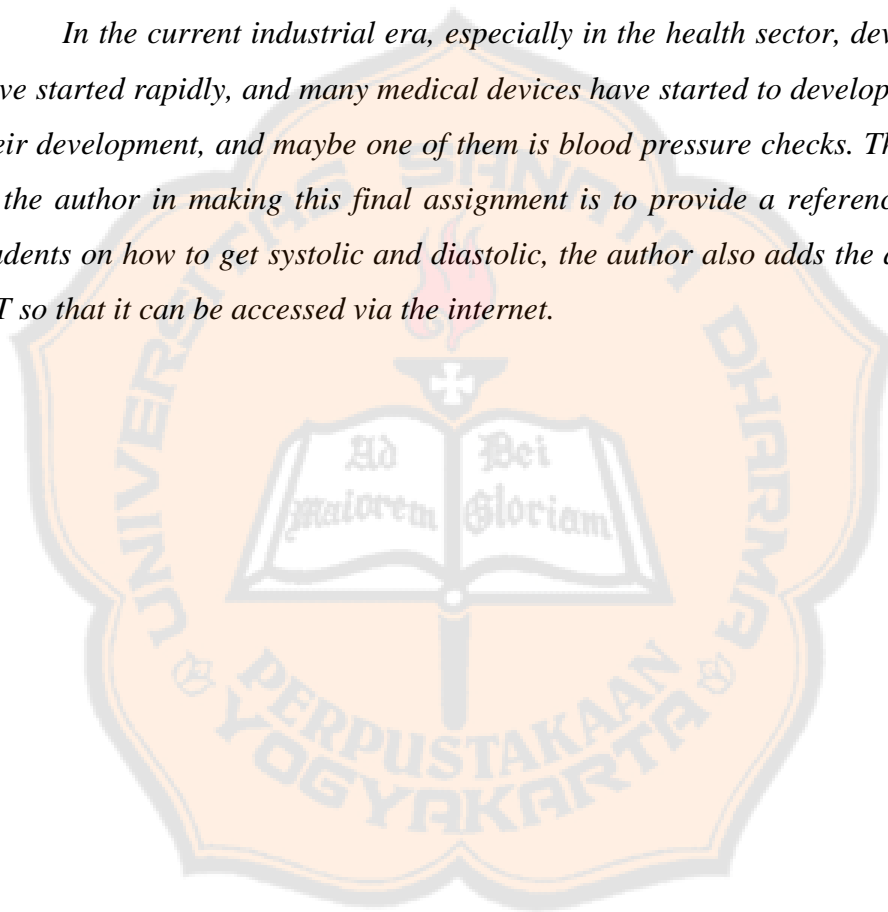 In the current industrial era, especially in the health sector, dev
ve started rapidly, and many medical devices have started to develop
eir development, and maybe one of them is blood pressure checks. Th
the author in making this final assignment is to provide a referenc
udents on how to get systolic and diastolic, the author also adds the
T so that it can be accessed via the internet.
UNIVERSITAS SANATA DHARMA
Ad Dei
Maiorem Gloriam
PERPUSTAKAAN
YOGYAKARTA